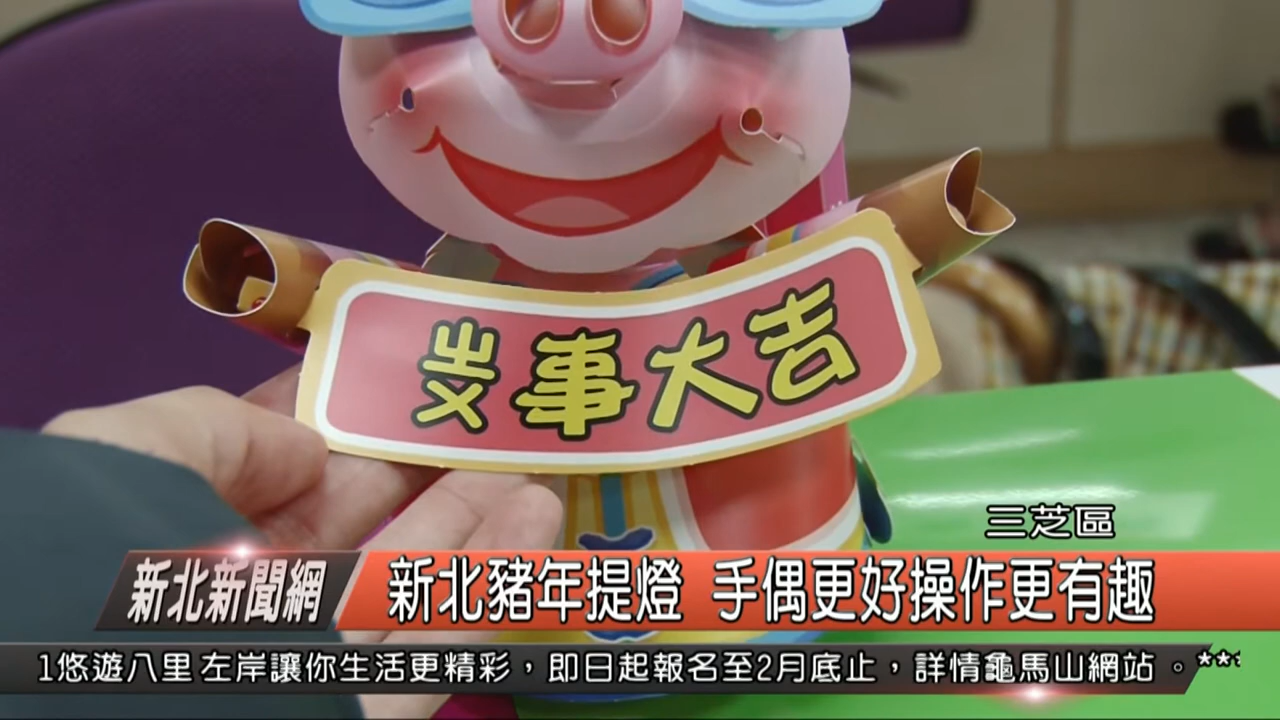 事大吉
三芝區
新北新聞網
新北豬年提燈 手偶更好操作更有趣
1悠遊八里 左岸讓你生活更精彩，即日起報名至2月底止，詳情龜馬山網站。**